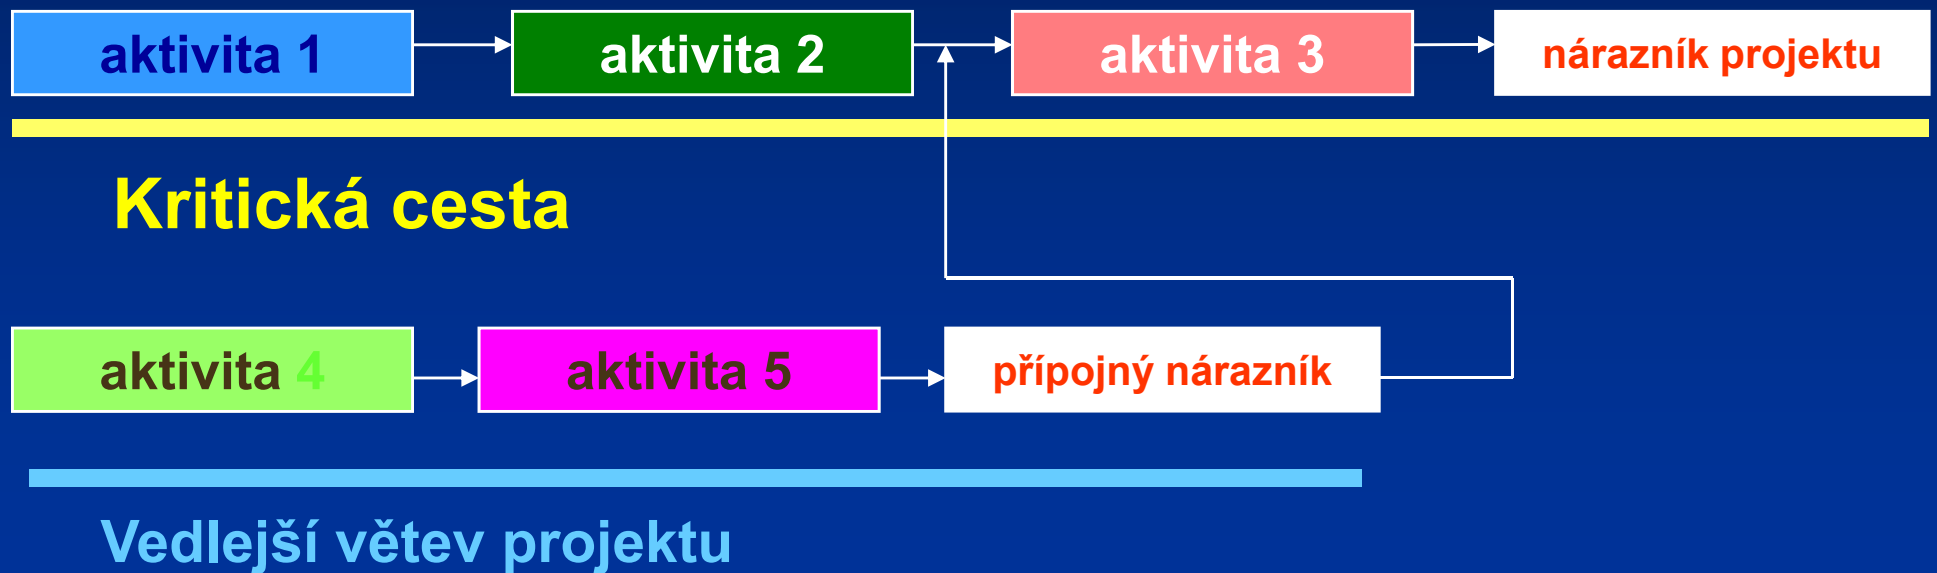 aktivita 1
aktivita 2
aktivita 3
nárazník projektu
Kritická cesta
aktivita 4
aktivita 5
přípojný nárazník
Vedlejší větev projektu